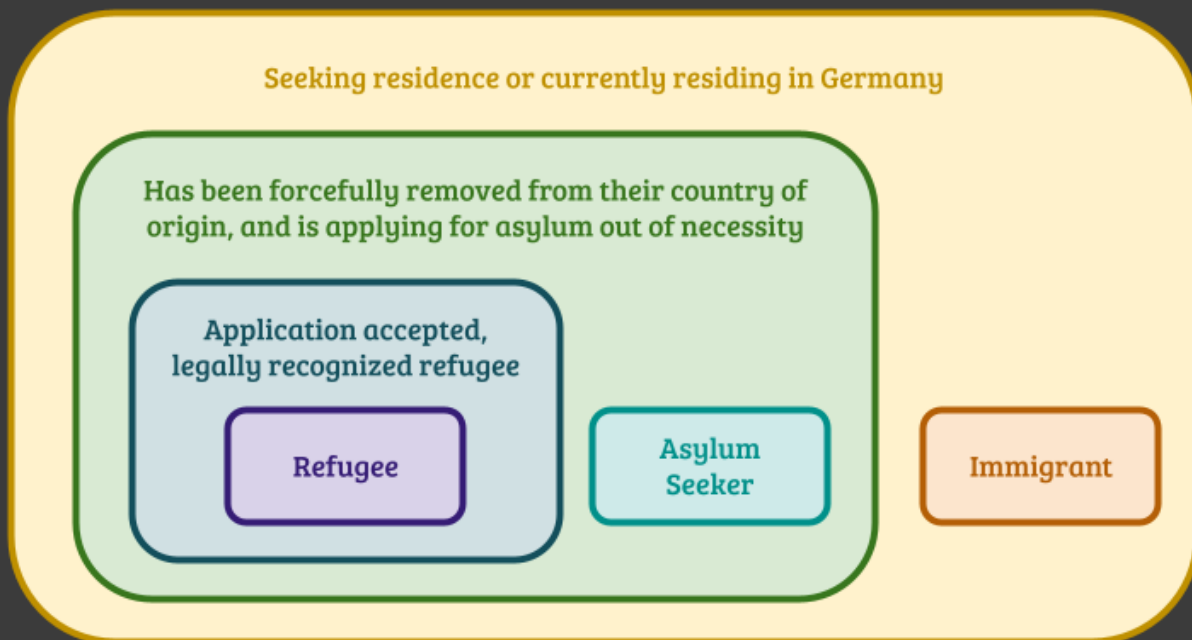 Seeking residence or currently residing in Germany
Has been forcefully removed from their country of
origin, and is applying for asylum out of necessity
Application accepted,
legally recognized refugee
Refugee
Asylum
Seeker
Immigrant